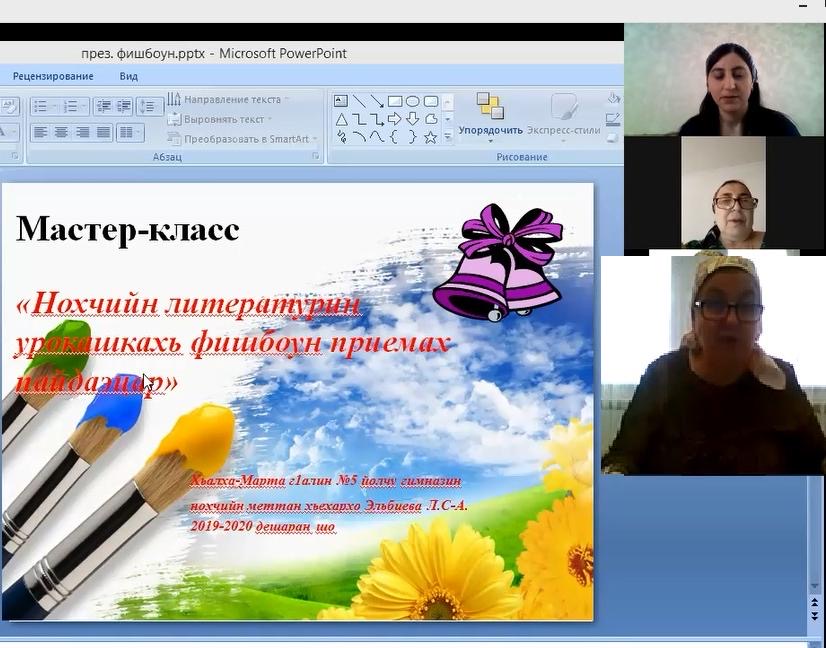 през. фишбоун.pptx - Microsoft PowerPoint
Рецензирование Вид
Направление текста
Выровнять текст
Преобразовать в SmartArt
Абзац
Упорядочить Экспресс-стили
Рисование
Мастер-класс
«Нохчийн литературин
урокашкахь фишбоун приемах
пайдаэцар»
Хьалха-Марта г1алин №5 йолчу гимназин
нохчийн меттан хьехархо Эльбиева Л.С-А.
2019-2020 дешаран шо